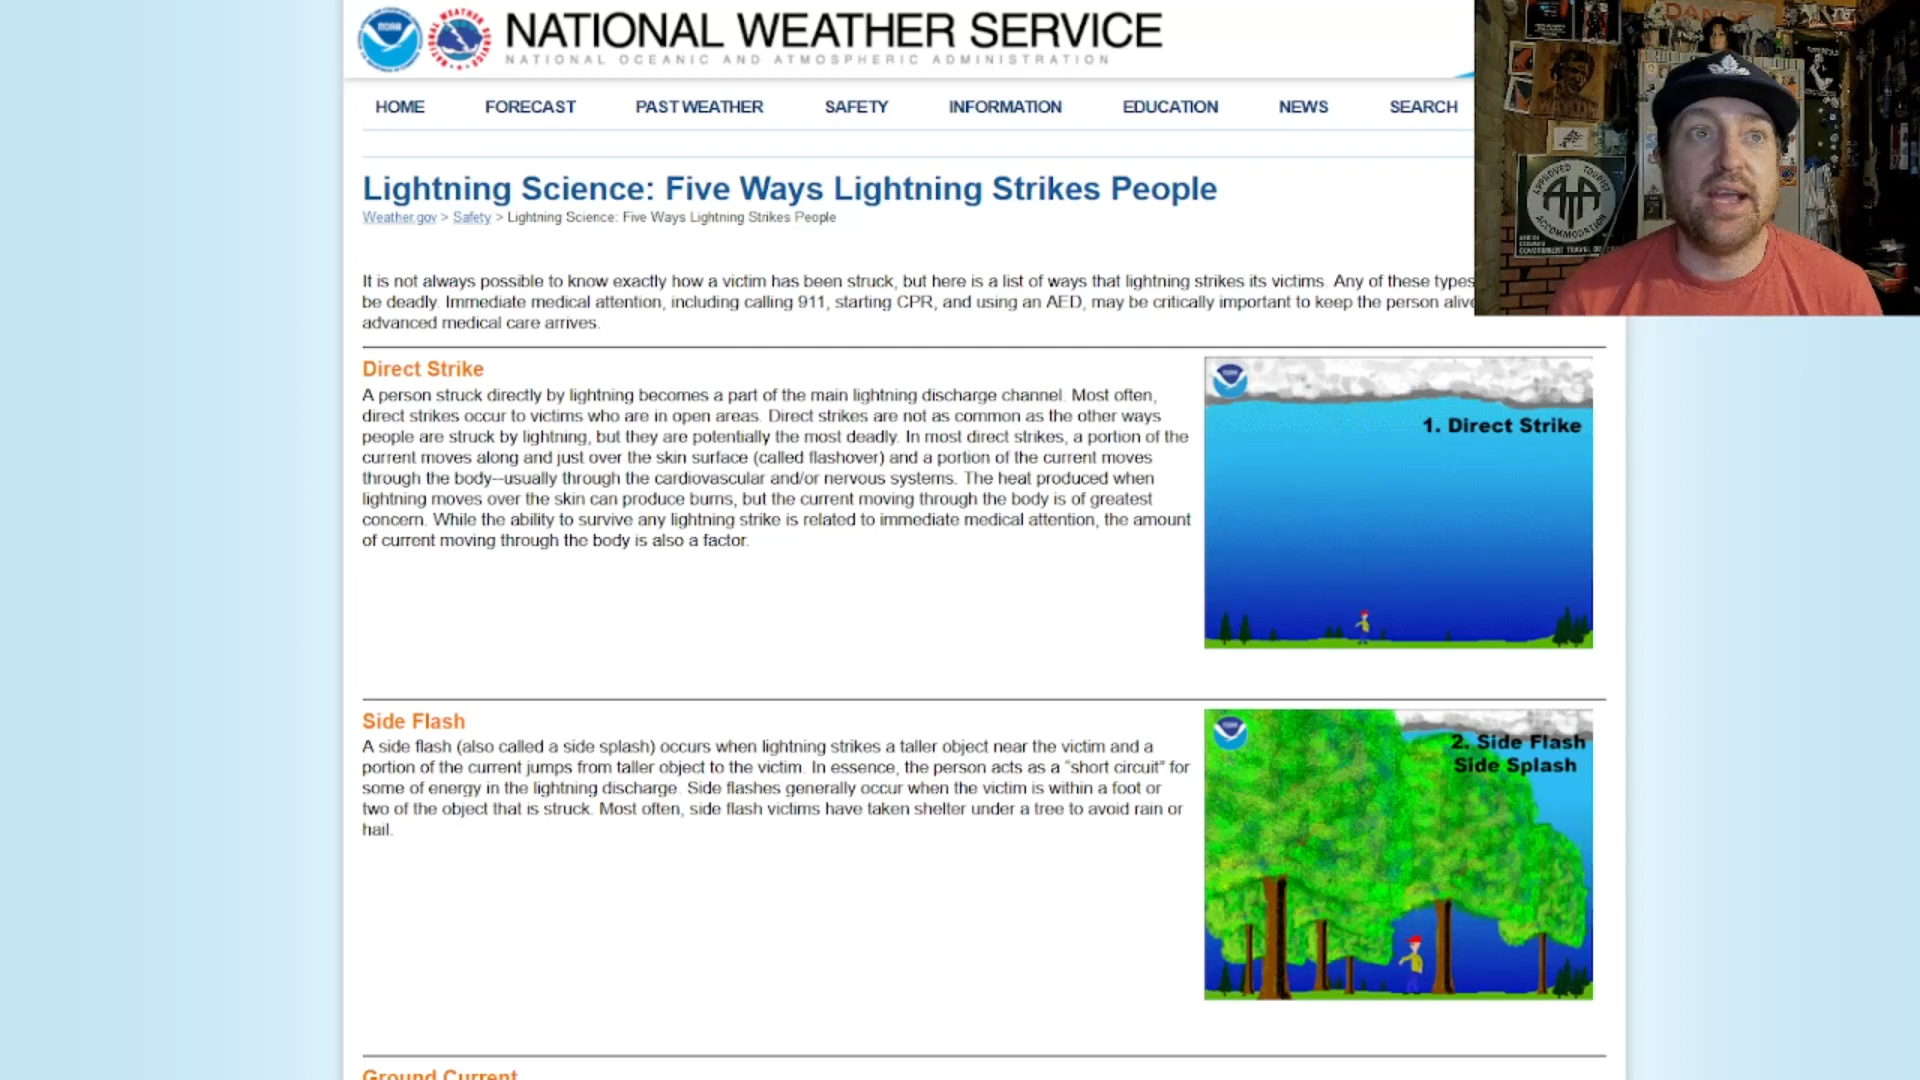 NATIONAL WEATHER SERVICE
NATIONAL OCEANIC AND ATMOSPHERIC ADMINISTRATION
HOME FORECAST PAST WEATHER SAFETY INFORMATION EDUCATION NEWS SEARCH
Lightning Science: Five Ways Lightning Strikes People
Weather.gov > Safety > Lightning Science: Five Ways Lightning Strikes People
It is not always possible to know exactly how a victim has been struck, but here is a list of ways that lightning strikes its victims. Any of these types
be deadly. Immediate medical attention, including calling 911, starting CPR, and using an AED, may be critically important to keep the person alive
advanced medical care arrives.
Direct Strike
A person struck directly by lightning becomes a part of the main lightning discharge channel. Most often,
direct strikes occur to victims who are in open areas. Direct strikes are not as common as the other ways
people are struck by lightning, but they are potentially the most deadly. In most direct strikes, a portion of the
current moves along and just over the skin surface (called flashover) and a portion of the current moves
through the body--usually through the cardiovascular and/or nervous systems. The heat produced when
lightning moves over the skin can produce burns, but the current moving through the body is of greatest
concern. While the ability to survive any lightning strike is related to immediate medical attention, the amount
of current moving through the body is also a factor.
1. Direct Strike
Side Flash
A side flash (also called a side splash) occurs when lightning strikes a taller object near the victim and a
portion of the current jumps from taller object to the victim. In essence, the person acts as a “short circuit” for
some of energy in the lightning discharge. Side flashes generally occur when the victim is within a foot or
two of the object that is struck. Most often, side flash victims have taken shelter under a tree to avoid rain or
hail.
2. Side Flash
Side Splash
Ground Current
APPROVED TOURIST
ACCOMMODATION